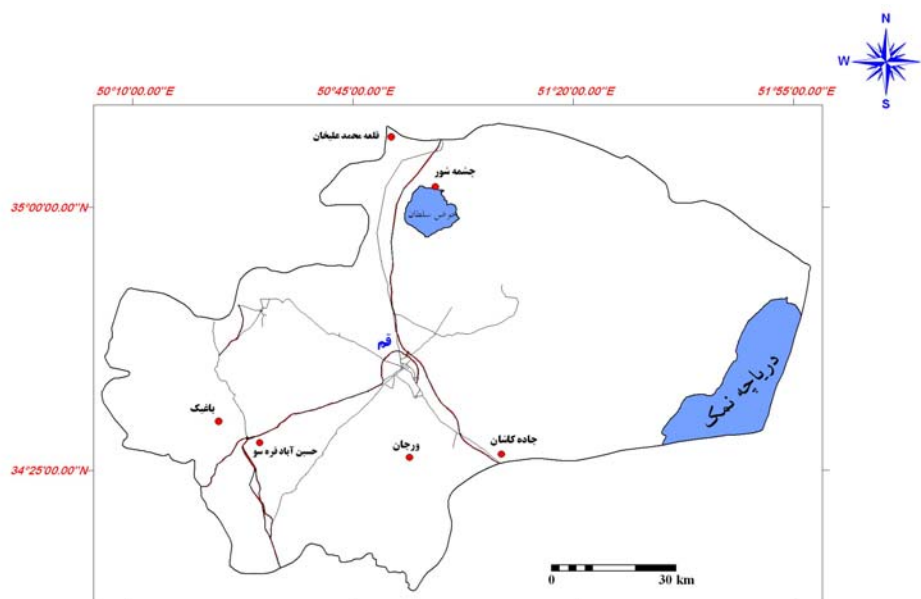 N
W E
S
50°10'00.00"E 50°45'00.00"E 51°20'00.00"E 51°55'00.00"E
قلعه محمد علیخان
چشمه شور
35°00'00.00"N
حوض سلطان
قم
دریاچه نمک
باغیک
حسین آباد قره سو
ورجان
جاده کاشان
34°25'00.00"N
0 30 km